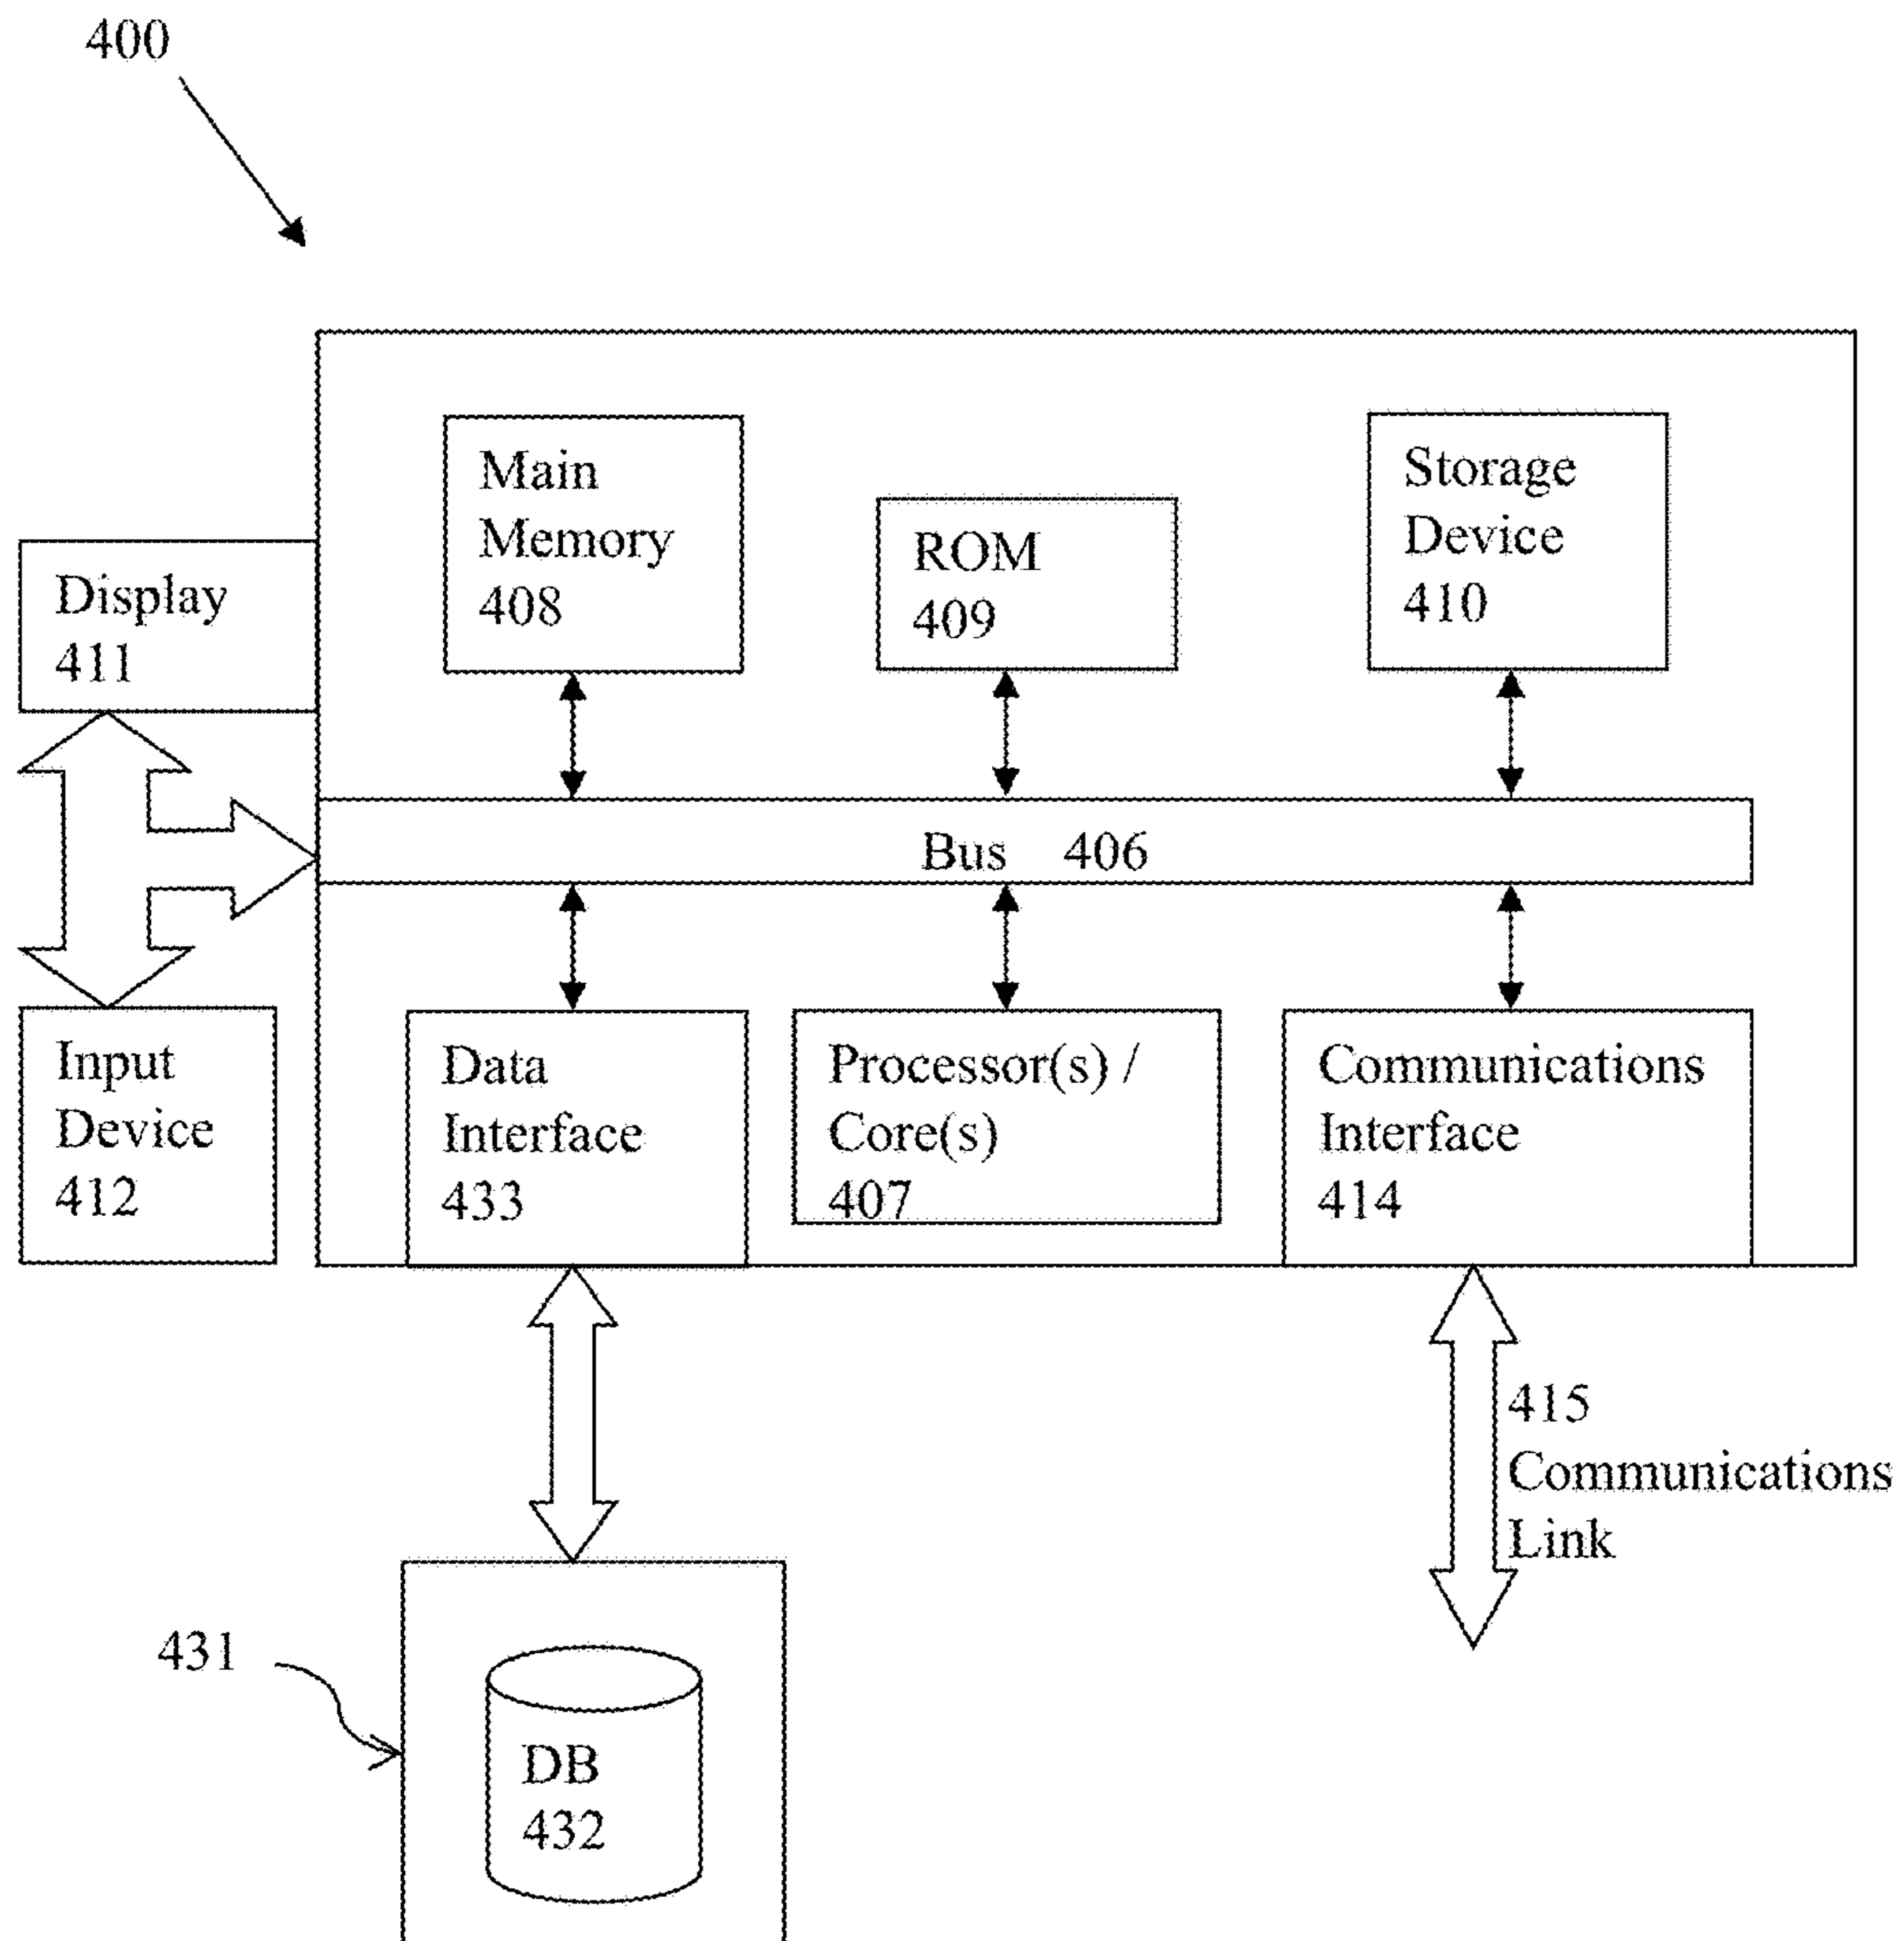 400
Main
Memory
408
ROM
409
Storage
Device
410
Display
411
Bus 406
Input
Device
412
Data
Interface
433
Processor(s) /
Core(s)
407
Communications
Interface
414
415
Communications
Link
431
DB
432